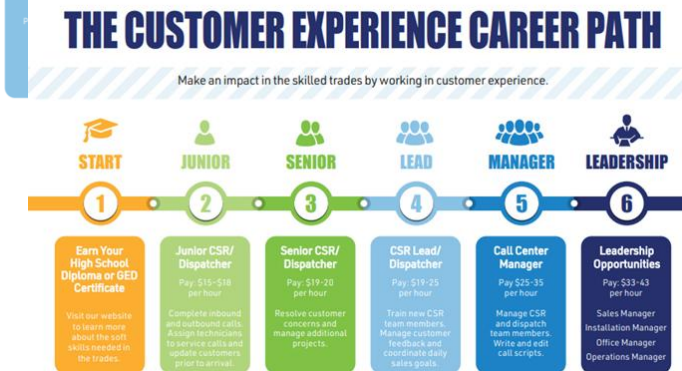 THE CUSTOMER EXPERIENCE CAREER PATH
Make an impact in the skilled trades by working in customer experience.
START
JUNIOR
SENIOR
LEAD
MANAGER
LEADERSHIP
1
2
3
4
5
6
Earn Your
High School
Diploma or GED
Certificate
Visit our website
to learn more
about the soft
skills needed in
the trades.
Junior CSR/
Dispatcher
Pay: $15-$18
per hour
Complete inbound
and outbound calls.
Assign technicians
to service calls and
update customers
prior to arrival.
Senior CSR/
Dispatcher
Pay: $19-20
per hour
Resolve customer
concerns and
manage additional
projects.
CSR Lead/
Dispatcher
Pay: $19-25
per hour
Train new CSR
team members.
Manage customer
feedback and
coordinate daily
sales goals.
Call Center
Manager
Pay $25-35
per hour
Manage CSR
and dispatch
team members.
Write and edit
call scripts.
Leadership
Opportunities
Pay: $33-43
per hour
Sales Manager
Installation Manager
Office Manager
Operations Manager